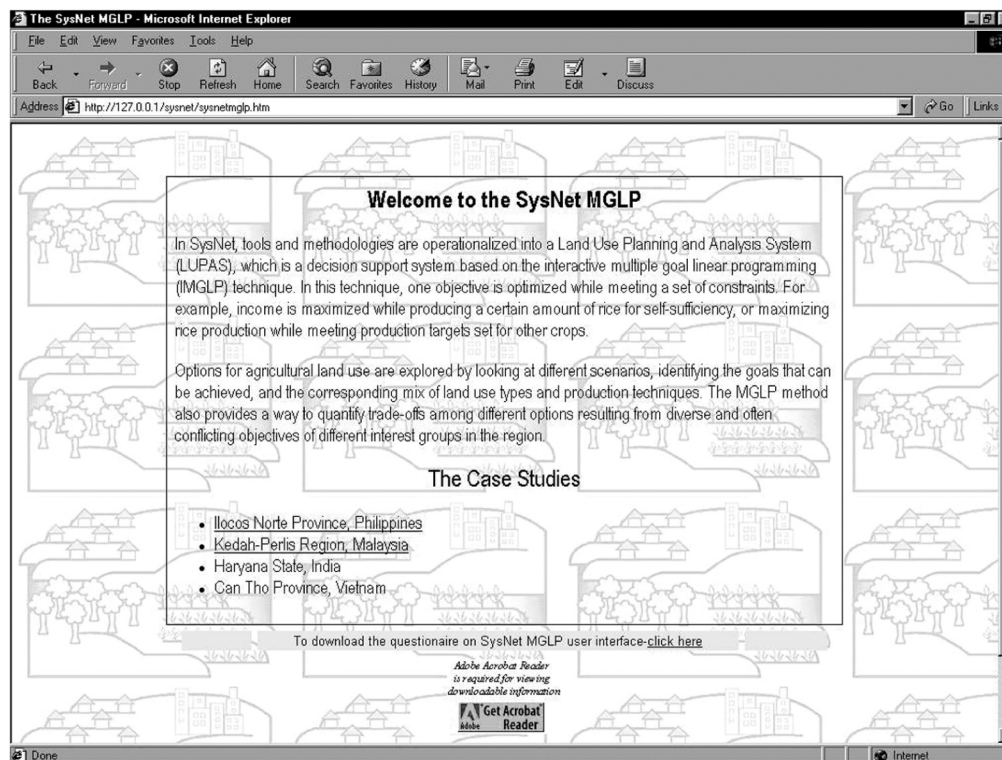 The SysNet MGLP - Microsoft Internet Explorer
File Edit View Favorites Tools Help
Back Forward Stop Refresh Home Search Favorites History Mail Print Edit Discuss
Address http://127.0.0.1/sysnet/sysnetmglp.htm Go Links
Welcome to the SysNet MGLP
In SysNet, tools and methodologies are operationalized into a Land Use Planning and Analysis System
(LUPAS), which is a decision support system based on the interactive multiple goal linear programming
(IMGLP) technique. In this technique, one objective is optimized while meeting a set of constraints. For
example, income is maximized while producing a certain amount of rice for self-sufficiency, or maximizing
rice production while meeting production targets set for other crops.
Options for agricultural land use are explored by looking at different scenarios, identifying the goals that can
be achieved, and the corresponding mix of land use types and production techniques. The MGLP method
also provides a way to quantify trade-offs among different options resulting from diverse and often
conflicting objectives of different interest groups in the region.
The Case Studies
• Ilocos Norte Province, Philippines
• Kedah-Perlis Region, Malaysia
• Haryana State, India
• Can Tho Province, Vietnam
To download the questionaire on SysNet MGLP user interface-click here
Adobe Acrobat Reader
is required for viewing
downloadable information
Get Acrobat
Adobe Reader
Done Internet